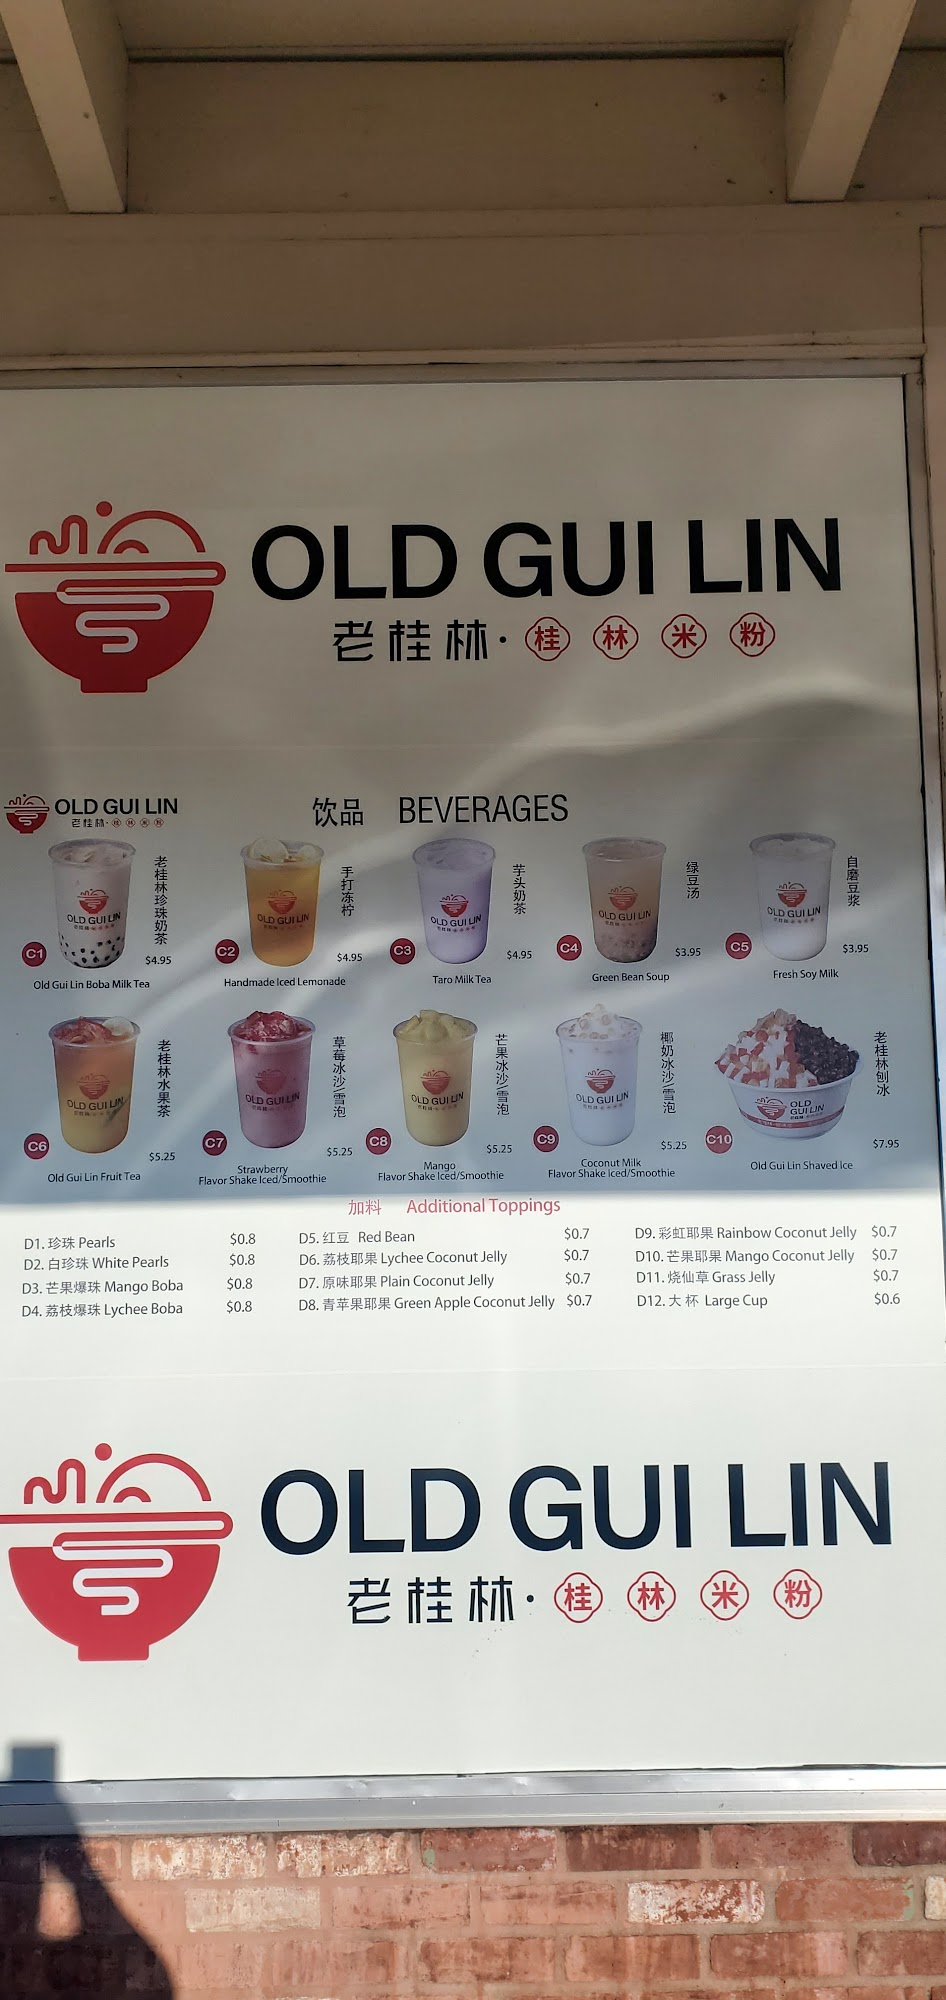 OLD GUI LIN
老桂林·桂林米粉
OLD GUI LIN
老桂林·桂林米粉
饮品 BEVERAGES
C1 老桂林珍珠奶茶 $4.95
Old Gui Lin Boba Milk Tea
C2 手打冻柠 $4.95
Handmade Iced Lemonade
C3 芋头奶茶 $4.95
Taro Milk Tea
C4 绿豆汤 $3.95
Green Bean Soup
C5 自磨豆浆 $3.95
Fresh Soy Milk
C6 老桂林水果茶 $5.25
Old Gui Lin Fruit Tea
C7 草莓冰沙/雪泡 $5.25
Strawberry
Flavor Shake Iced/Smoothie
C8 芒果冰沙/雪泡 $5.25
Mango
Flavor Shake Iced/Smoothie
C9 椰奶冰沙/雪泡 $5.25
Coconut Milk
Flavor Shake Iced/Smoothie
C10 老桂林刨冰 $7.95
Old Gui Lin Shaved Ice
加料 Additional Toppings
D1. 珍珠 Pearls $0.8
D2. 白珍珠 White Pearls $0.8
D3. 芒果爆珠 Mango Boba $0.8
D4. 荔枝爆珠 Lychee Boba $0.8
D5. 红豆 Red Bean $0.7
D6. 荔枝耶果 Lychee Coconut Jelly $0.7
D7. 原味耶果 Plain Coconut Jelly $0.7
D8. 青苹果耶果 Green Apple Coconut Jelly $0.7
D9. 彩虹耶果 Rainbow Coconut Jelly $0.7
D10. 芒果耶果 Mango Coconut Jelly $0.7
D11. 烧仙草 Grass Jelly $0.7
D12. 大 杯 Large Cup $0.6
OLD GUI LIN
老桂林·桂林米粉